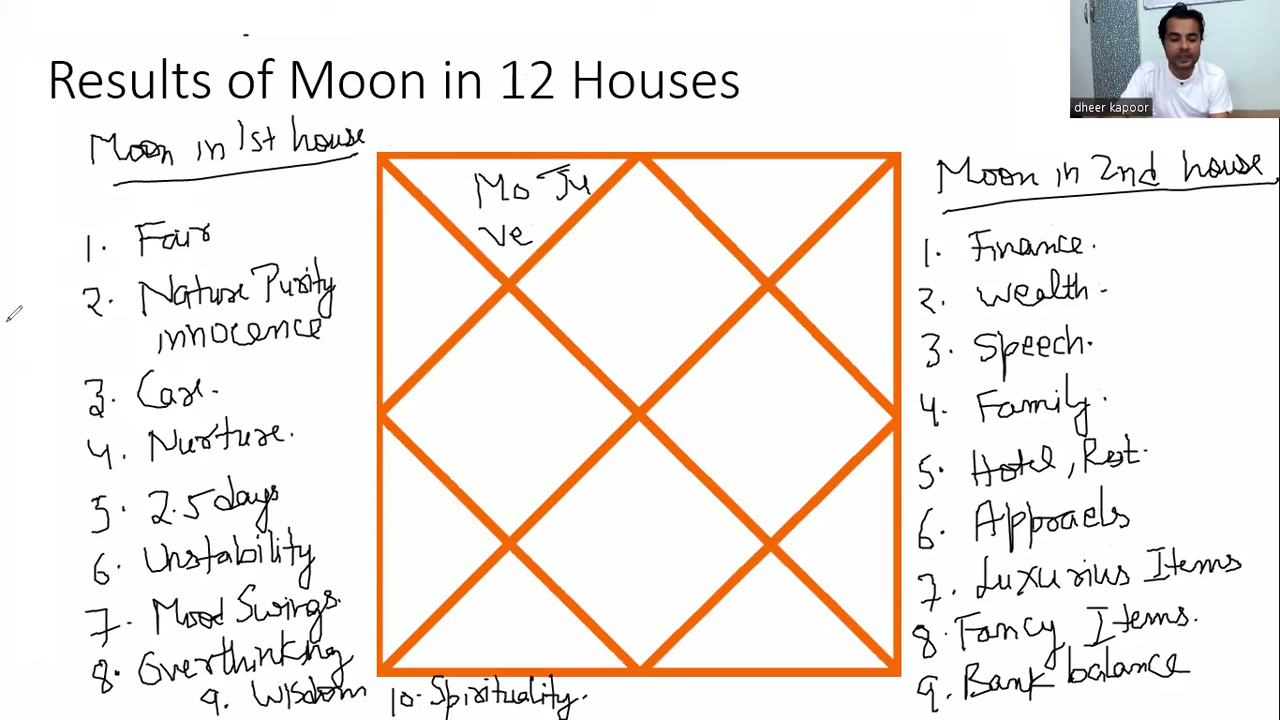 Results of Moon in 12 Houses
dheer kapoor
Moon in 1st house
1. Fair
2. Nature Purity
innocence
3. Care.
4. Nurture.
5. 2.5 days
6. Unstability
7. Mood Swings.
8. Overthinking
9. Wisdom
10. Spirituality.
Mo Ju
Ve
Moon in 2nd house
1. Finance.
2. Wealth.
3. Speech.
4. Family.
5. Hotel, Rest.
6. Apparels
7. Luxurius Items
8. Fancy Items.
9. Bank balance